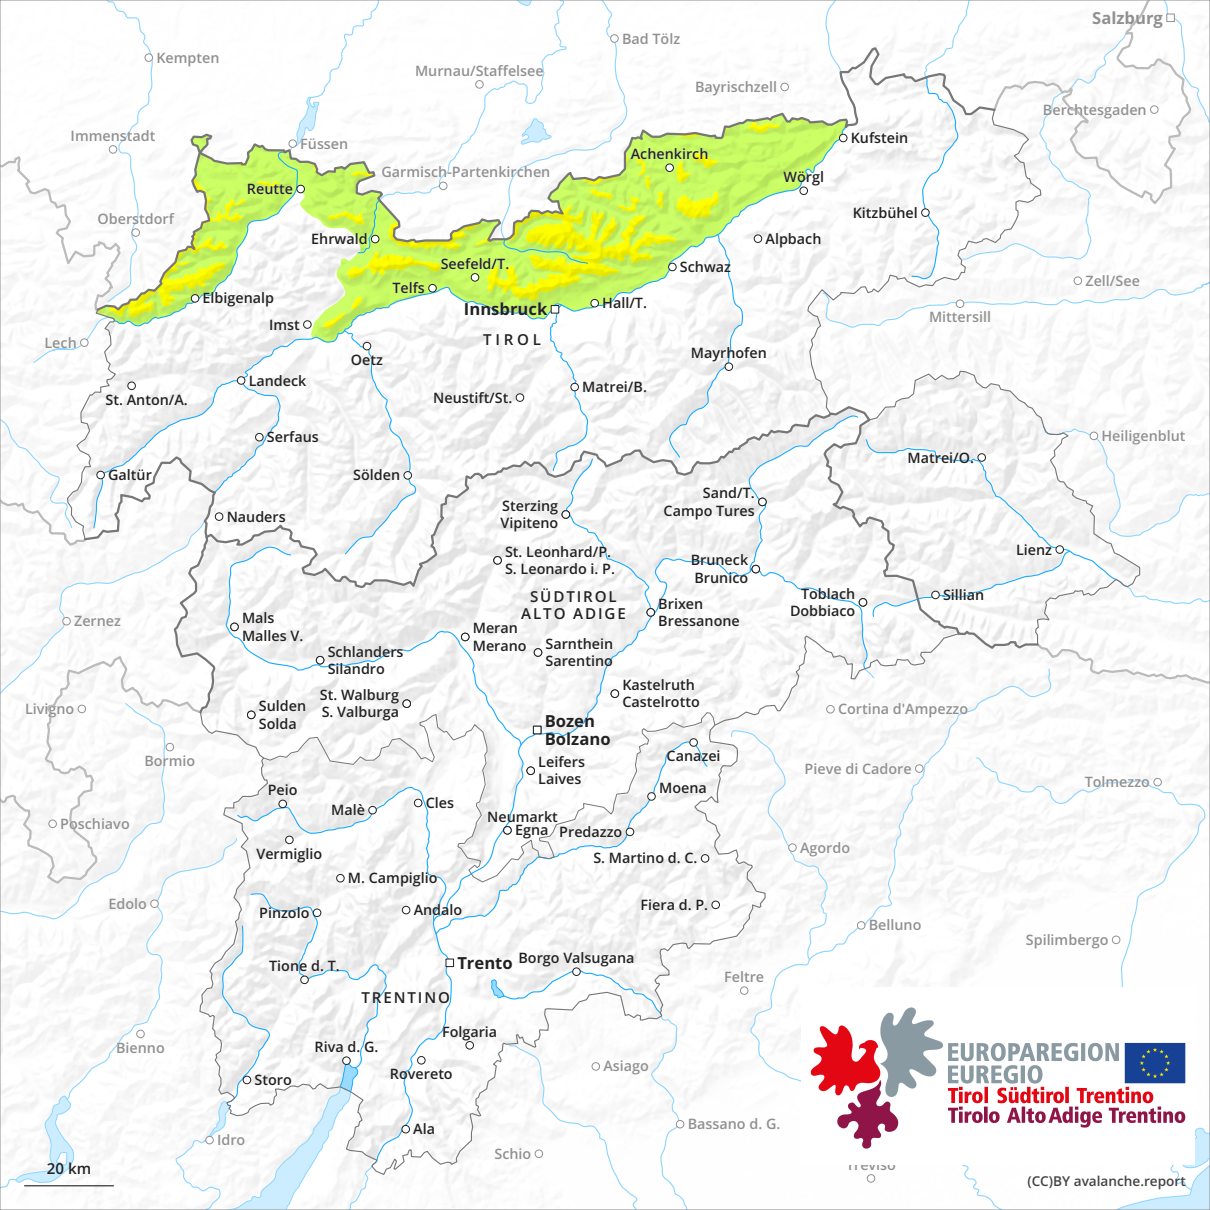 Salzburg
Bad Tölz
Kempten
Murnau/Staffelsee
Bayrischzell
Berchtesgaden
Immenstadt
Füssen
Kufstein
Achenkirch
Garmisch-Partenkirchen
Wörgl
Reutte
Oberstdorf
Kitzbühel
Ehrwald
Alpbach
Seefeld/T.
Schwaz
Zell/See
Telfs
Elbigenalp
Hall/T.
Innsbruck
Mittersill
Imst
TIROL
Lech
Oetz
Mayrhofen
Landeck
St. Anton/A.
Matrei/B.
Neustift/St.
Serfaus
Heiligenblut
Matrei/O.
Galtür
Sölden
Sand/T.
Campo Tures
Sterzing
Vipiteno
Nauders
Lienz
St. Leonhard/P.
S. Leonardo i. P.
Bruneck
Brunico
SÜDTIROL
ALTO ADIGE
Toblach
Dobbiaco
Sillian
Brixen
Bressanone
Zernez
Mals
Malles V.
Meran
Merano
Sarnthein
Sarentino
Schlanders
Silandro
Kastelruth
Castelrotto
St. Walburg
S. Valburga
Sulden
Solda
Livigno
Cortina d'Ampezzo
Bozen
Bolzano
Bormio
Canazei
Leifers
Laives
Pieve di Cadore
Tolmezzo
Peio
Moena
Malè
Cles
Neumarkt
Egna
Predazzo
Poschiavo
Vermiglio
Agordo
S. Martino d. C.
M. Campiglio
Edolo
Pinzolo
Andalo
Fiera d. P.
Belluno
Spilimbergo
Trento
Borgo Valsugana
Tione d. T.
Feltre
TRENTINO
Folgaria
Bienno
Riva d. G.
Rovereto
Asiago
Storo
EUROPAREGION
EUREGIO
Tirol Südtirol Trentino
Tirolo Alto Adige Trentino
Ala
Bassano d. G.
Idro
Schio
Treviso
20 km
(CC)BY avalanche.report